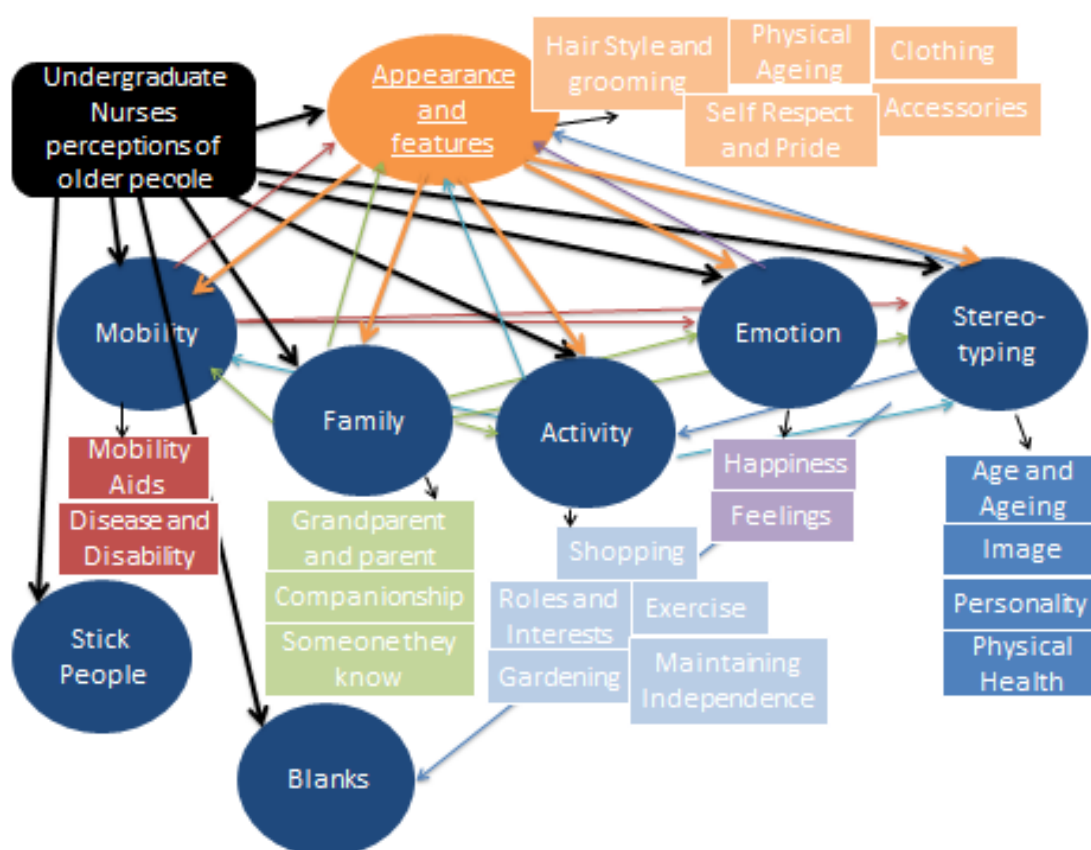 Undergraduate
Nurses
perceptions of
older people
Appearance
and
features
Hair Style and
grooming
Physical
Ageing
Clothing
Self Respect
and Pride
Accessories
Mobility
Family
Activity
Emotion
Stereo-
typing
Mobility
Aids
Disease and
Disability
Grandparent
and parent
Companionship
Someone they
know
Shopping
Roles and
Interests
Exercise
Gardening
Maintaining
Independence
Happiness
Feelings
Age and
Ageing
Image
Personality
Physical
Health
Stick
People
Blanks